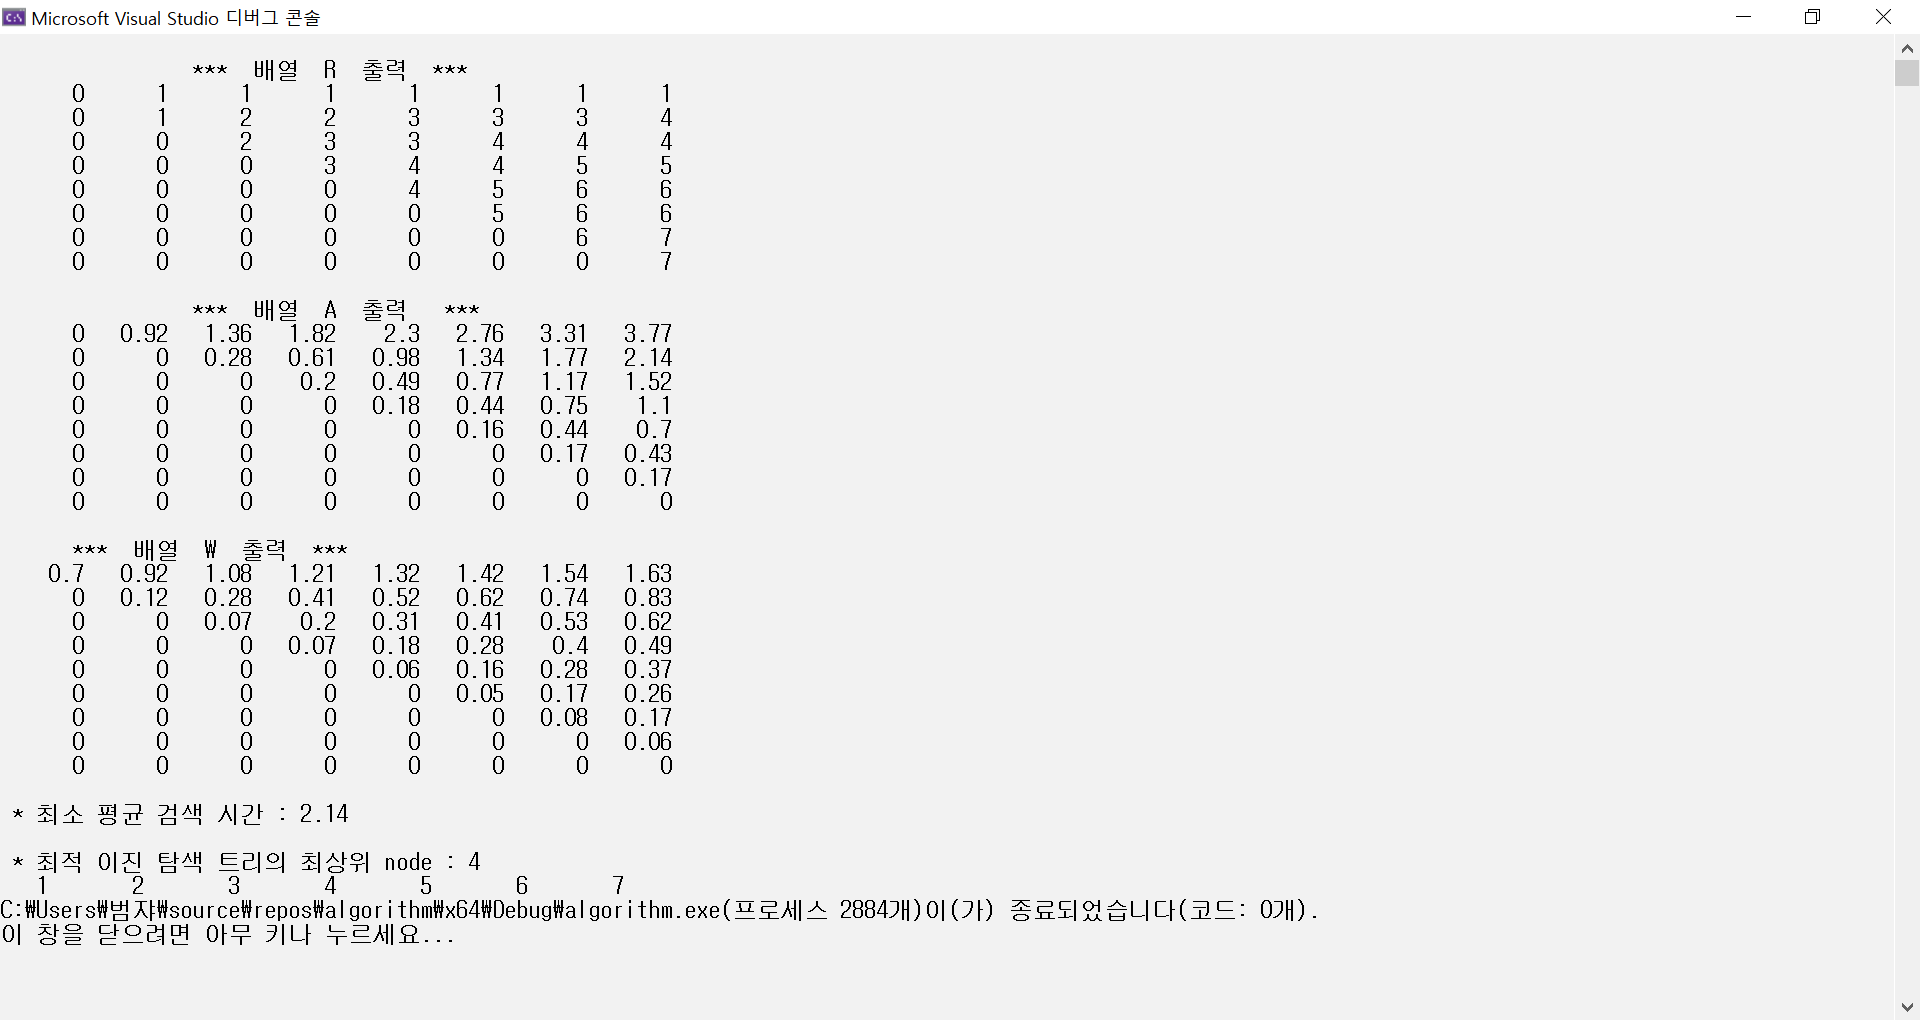 Microsoft Visual Studio 디버그 콘솔
*** 배열 R 출력 ***
0 1 1 1 1 1 1 1
0 1 2 2 3 3 3 4
0 0 2 3 3 4 4 4
0 0 0 3 4 4 5 5
0 0 0 0 4 5 6 6
0 0 0 0 0 5 6 6
0 0 0 0 0 0 6 7
0 0 0 0 0 0 0 7
*** 배열 A 출력 ***
0 0.92 1.36 1.82 2.3 2.76 3.31 3.77
0 0 0.28 0.61 0.98 1.34 1.77 2.14
0 0 0 0.2 0.49 0.77 1.17 1.52
0 0 0 0 0.18 0.44 0.75 1.1
0 0 0 0 0 0.16 0.44 0.7
0 0 0 0 0 0 0.17 0.43
0 0 0 0 0 0 0 0.17
0 0 0 0 0 0 0 0
*** 배열 W 출력 ***
0.7 0.92 1.08 1.21 1.32 1.42 1.54 1.63
0 0.12 0.28 0.41 0.52 0.62 0.74 0.83
0 0 0.07 0.2 0.31 0.41 0.53 0.62
0 0 0 0.07 0.18 0.28 0.4 0.49
0 0 0 0 0.06 0.16 0.28 0.37
0 0 0 0 0 0.05 0.17 0.26
0 0 0 0 0 0 0.08 0.17
0 0 0 0 0 0 0 0.06
0 0 0 0 0 0 0 0
* 최소 평균 검색 시간 : 2.14
* 최적 이진 탐색 트리의 최상위 node : 4
1 2 3 4 5 6 7
C:₩Users₩범쟈₩source₩repos₩algorithm₩x64₩Debug₩algorithm.exe(프로세스 2884개)이(가) 종료되었습니다(코드: 0개).
이 창을 닫으려면 아무 키나 누르세요...